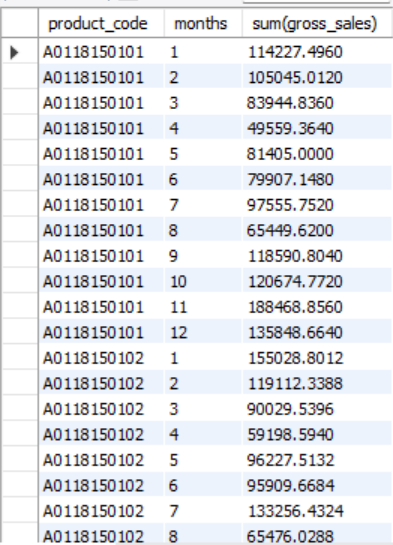 product_code months sum(gross_sales)
A0118150101 1 114227.4960
A0118150101 2 105045.0120
A0118150101 3 83944.8360
A0118150101 4 49559.3640
A0118150101 5 81405.0000
A0118150101 6 79907.1480
A0118150101 7 97555.7520
A0118150101 8 65449.6200
A0118150101 9 118590.8040
A0118150101 10 120674.7720
A0118150101 11 188468.8560
A0118150101 12 135848.6640
A0118150102 1 155028.8012
A0118150102 2 119112.3388
A0118150102 3 90029.5396
A0118150102 4 59198.5940
A0118150102 5 96227.5132
A0118150102 6 95909.6684
A0118150102 7 133256.4324
A0118150102 8 65476.0288